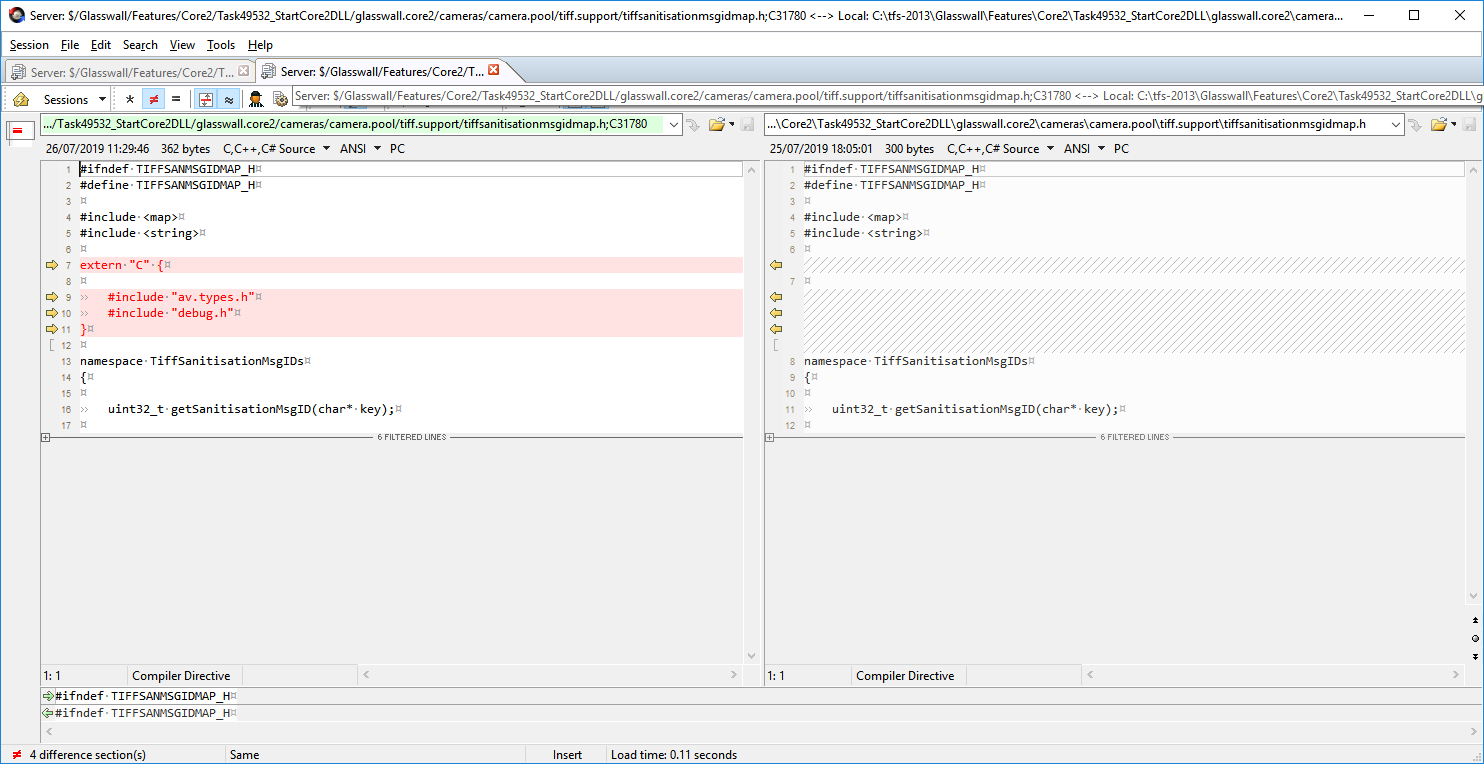 Server: $/Glasswall/Features/Core2/Task49532_StartCore2DLL/glasswall.core2/cameras/camera.pool/tiff.support/tiffsanitisationmsgidmap.h;C31780 <--> Local: C:\tfs-2013\Glasswall\Features\Core2\Task49532_StartCore2DLL\glasswall.core2\camera...
Session File Edit Search View Tools Help
Server: $/Glasswall/Features/Core2/T... Server: $/Glasswall/Features/Core2/T...
Sessions * ≠ = ≈ Server: $/Glasswall/Features/Core2/Task49532_StartCore2DLL/glasswall.core2/cameras/camera.pool/tiff.support/tiffsanitisationmsgidmap.h;C31780 <--> Local: C:\tfs-2013\Glasswall\Features\Core2\Task49532_StartCore2DLL\g
.../Task49532_StartCore2DLL/glasswall.core2/cameras/camera.pool/tiff.support/tiffsanitisationmsgidmap.h;C31780
26/07/2019 11:29:46 362 bytes C,C++,C# Source ANSI PC
1 #ifndef·TIFFSANMSGIDMAP_H¤
2 #define·TIFFSANMSGIDMAP_H¤
3 ¤
4 #include·<map>¤
5 #include·<string>¤
6 ¤
7 extern·"C"·{¤
8 ¤
9 » #include·"av.types.h"¤
10 » #include·"debug.h"¤
11 }¤
12 ¤
13 namespace·TiffSanitisationMsgIDs¤
14 {¤
15 ¤
16 » uint32_t·getSanitisationMsgID(char*·key);¤
17 ¤
6 FILTERED LINES
1: 1 Compiler Directive
...\Core2\Task49532_StartCore2DLL\glasswall.core2\cameras\camera.pool\tiff.support\tiffsanitisationmsgidmap.h
25/07/2019 18:05:01 300 bytes C,C++,C# Source ANSI PC
1 #ifndef·TIFFSANMSGIDMAP_H¤
2 #define·TIFFSANMSGIDMAP_H¤
3 ¤
4 #include·<map>¤
5 #include·<string>¤
6 ¤
7 ¤
8 namespace·TiffSanitisationMsgIDs¤
9 {¤
10 ¤
11 » uint32_t·getSanitisationMsgID(char*·key);¤
12 ¤
6 FILTERED LINES
1: 1 Compiler Directive
#ifndef·TIFFSANMSGIDMAP_H¤
#ifndef·TIFFSANMSGIDMAP_H¤
≠ 4 difference section(s) Same Insert Load time: 0.11 seconds